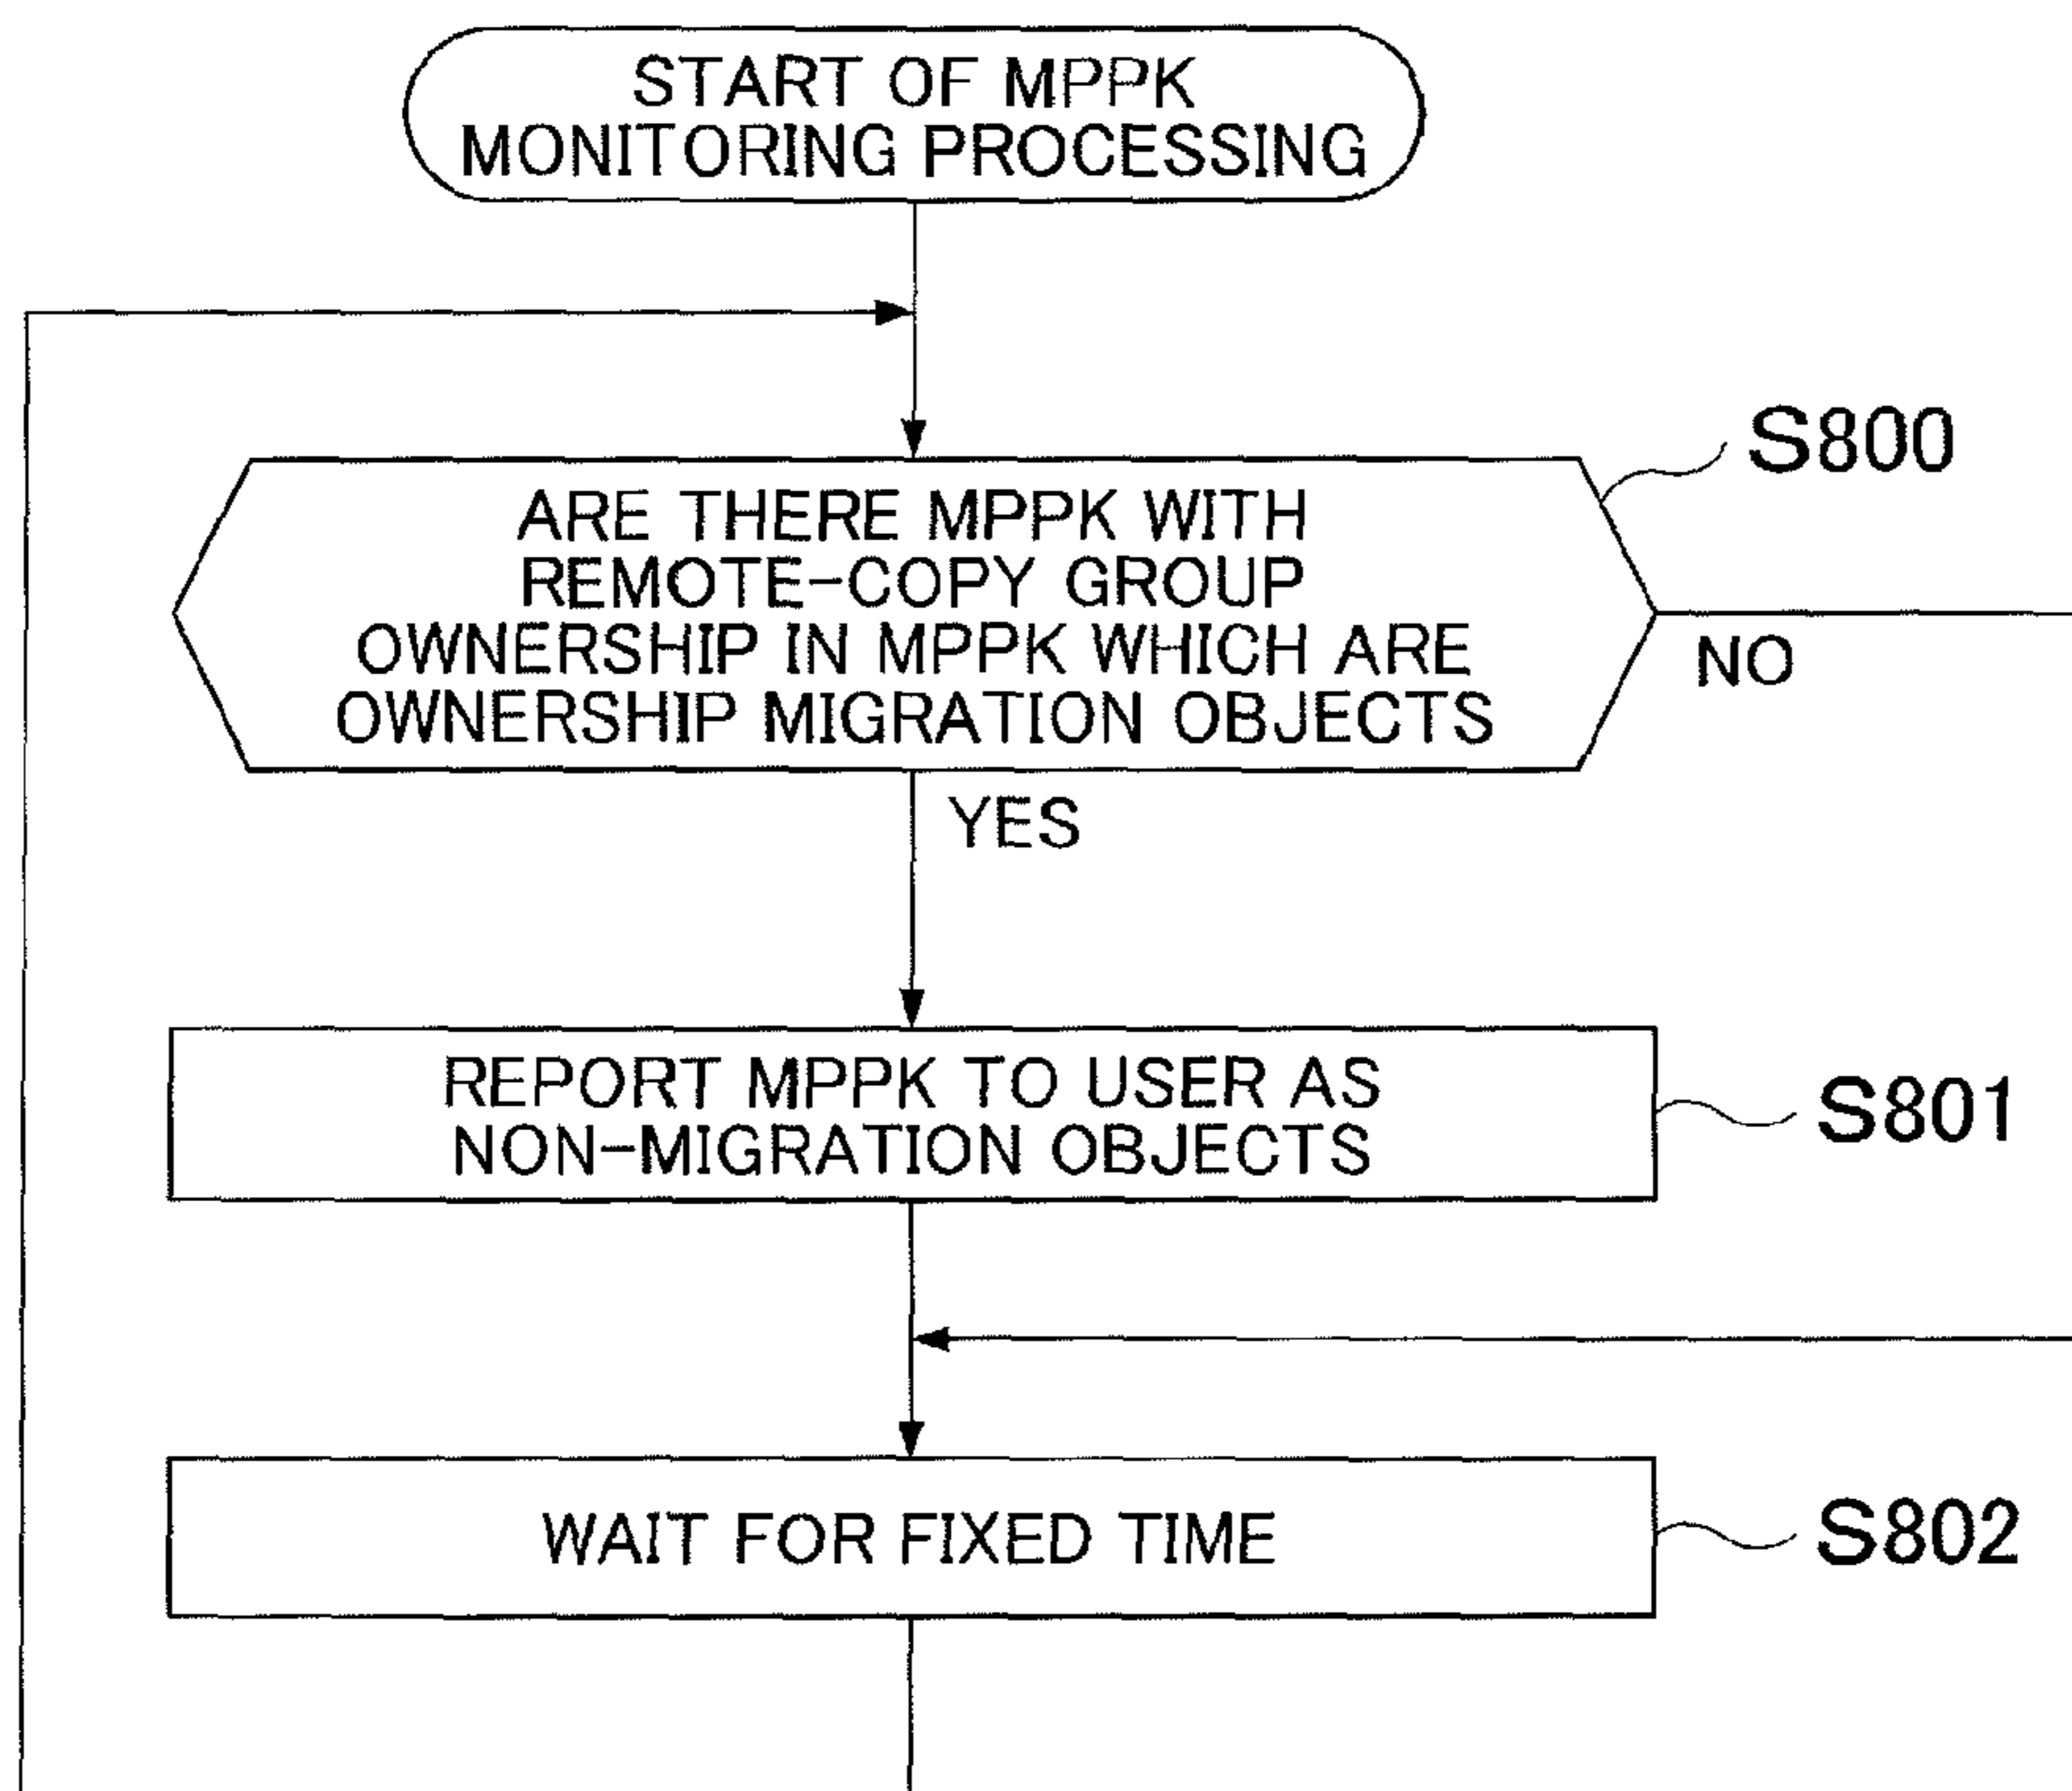 START OF MPPK
MONITORING PROCESSING
S800
ARE THERE MPPK WITH
REMOTE-COPY GROUP
OWNERSHIP IN MPPK WHICH ARE
OWNERSHIP MIGRATION OBJECTS
NO
YES
REPORT MPPK TO USER AS
NON-MIGRATION OBJECTS
S801
WAIT FOR FIXED TIME
S802